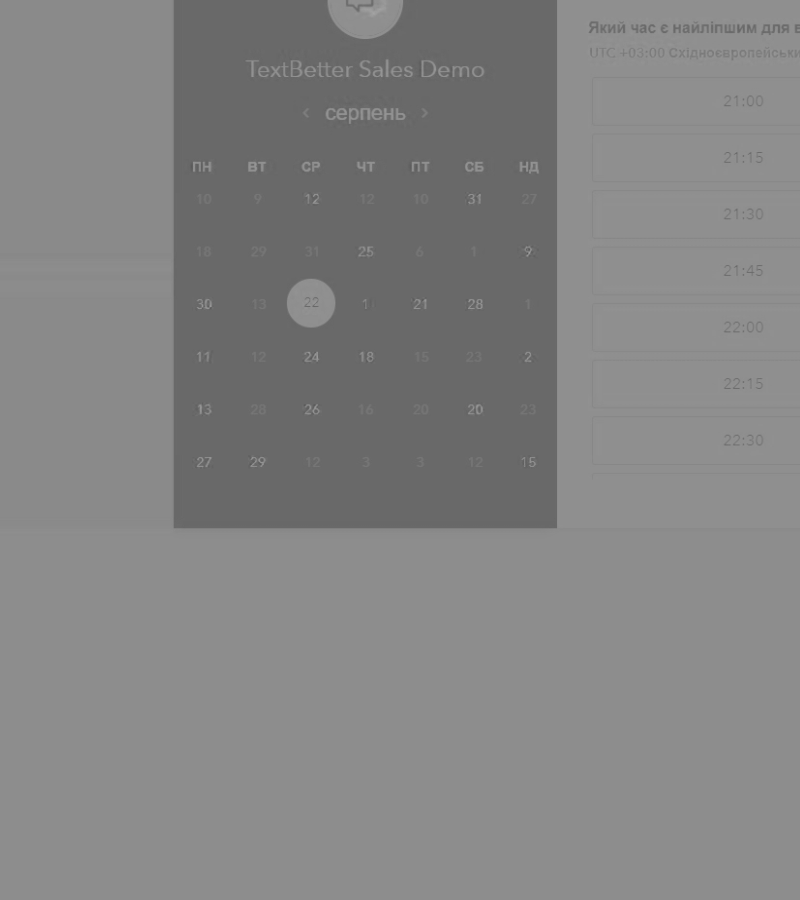 TextBetter Sales Demo
‹ серпень ›
ПН ВТ СР ЧТ ПТ СБ НД
10 9 12 12 10 31 27
18 29 31 25 6 1 9
30 13 22 1 21 28 1
11 12 24 18 15 23 2
13 28 26 16 20 20 23
27 29 12 3 3 12 15
Який час є найліпшим для
UTC +03:00
21:00
21:15
21:30
21:45
22:00
22:15
22:30